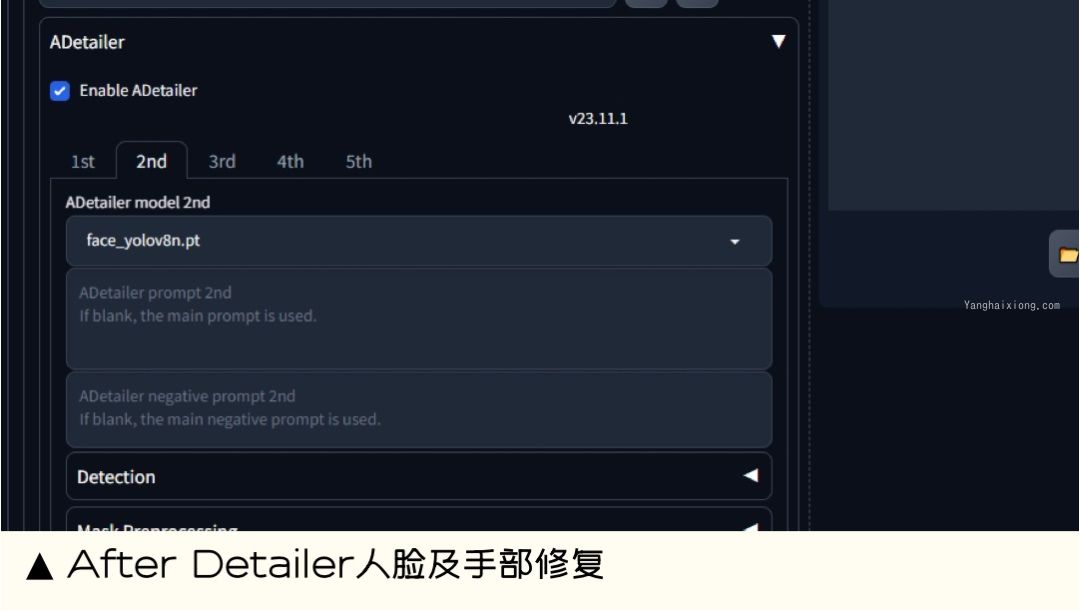 ADetailer
Enable ADetailer
v23.11.1
1st 2nd 3rd 4th 5th
ADetailer model 2nd
face_yolov8n.pt
ADetailer prompt 2nd
If blank, the main prompt is used.
ADetailer negative prompt 2nd
If blank, the main negative prompt is used.
Detection
Mask Preprocessing
Yanghaixiong.com
▲ After Detailer人脸及手部修复